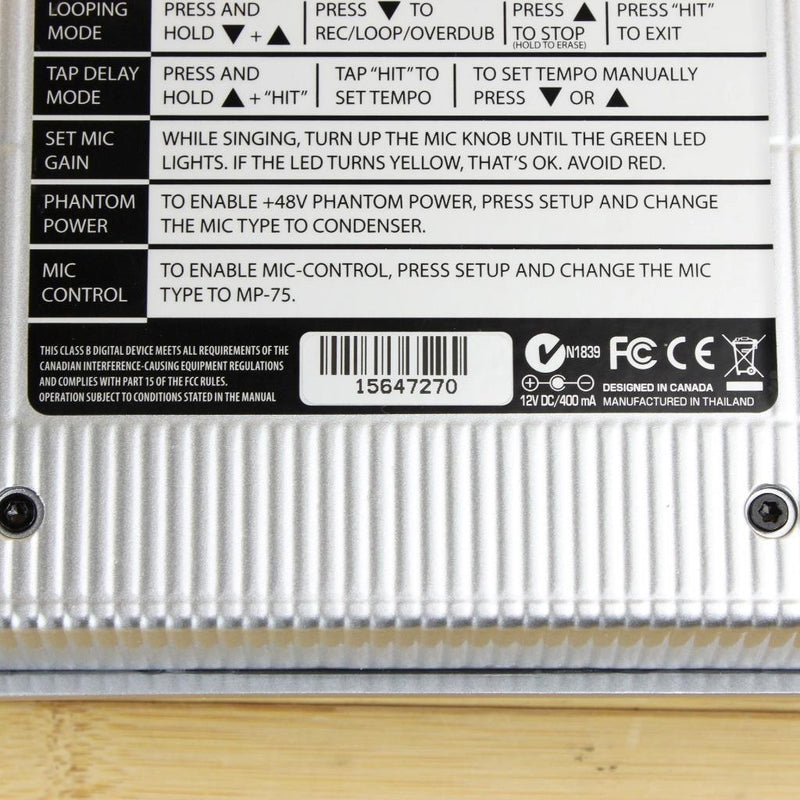 LOOPING MODE
PRESS AND HOLD ▼ + ▲
PRESS ▼ TO REC/LOOP/OVERDUB
PRESS ▲ TO STOP (HOLD TO ERASE)
PRESS "HIT" TO EXIT
TAP DELAY MODE
PRESS AND HOLD ▲ + "HIT"
TAP "HIT" TO SET TEMPO
TO SET TEMPO MANUALLY PRESS ▼ OR ▲
SET MIC GAIN
WHILE SINGING, TURN UP THE MIC KNOB UNTIL THE GREEN LED
LIGHTS. IF THE LED TURNS YELLOW, THAT'S OK. AVOID RED.
PHANTOM POWER
TO ENABLE +48V PHANTOM POWER, PRESS SETUP AND CHANGE
THE MIC TYPE TO CONDENSER.
MIC CONTROL
TO ENABLE MIC-CONTROL, PRESS SETUP AND CHANGE THE MIC
TYPE TO MP-75.
THIS CLASS B DIGITAL DEVICE MEETS ALL REQUIREMENTS OF THE
CANADIAN INTERFERENCE-CAUSING EQUIPMENT REGULATIONS
AND COMPLIES WITH PART 15 OF THE FCC RULES.
OPERATION SUBJECT TO CONDITIONS STATED IN THE MANUAL
15647270
N1839 FC CE
+ -
12V DC/400 mA
DESIGNED IN CANADA
MANUFACTURED IN THAILAND